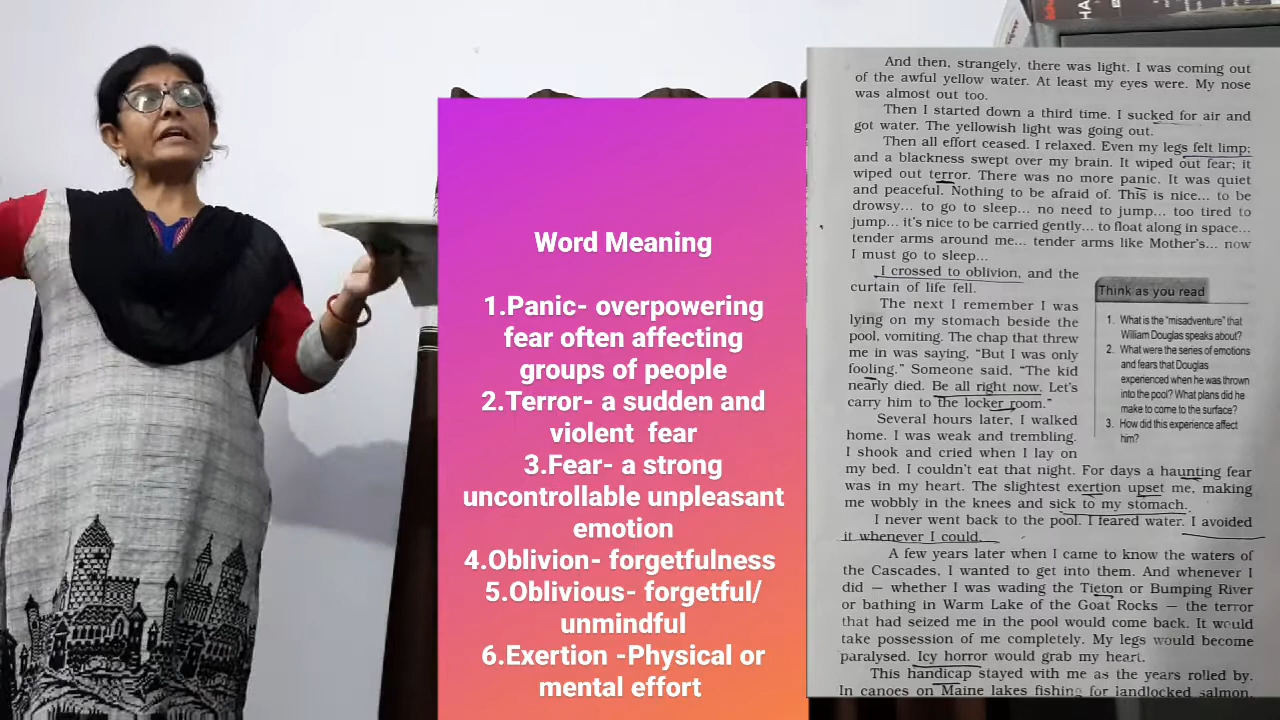 Word Meaning
1.Panic- overpowering
fear often affecting
groups of people
2.Terror- a sudden and
violent fear
3.Fear- a strong
uncontrollable unpleasant
emotion
4.Oblivion- forgetfulness
5.Oblivious- forgetful/
unmindful
6.Exertion -Physical or
mental effort
And then, strangely, there was light. I was coming out
of the awful yellow water. At least my eyes were. My nose
was almost out too.
Then I started down a third time. I sucked for air and
got water. The yellowish light was going out.
Then all effort ceased. I relaxed. Even my legs felt limp;
and a blackness swept over my brain. It wiped out fear; it
wiped out terror. There was no more panic. It was quiet
and peaceful. Nothing to be afraid of. This is nice... to be
drowsy... to go to sleep... no need to jump... too tired to
jump... it's nice to be carried gently... to float along in space...
tender arms around me... tender arms like Mother's... now
I must go to sleep...
I crossed to oblivion, and the
curtain of life fell.
The next I remember I was
lying on my stomach beside the
pool, vomiting. The chap that threw
me in was saying, “But I was only
fooling.” Someone said, “The kid
nearly died. Be all right now. Let's
carry him to the locker room.”
Several hours later, I walked
home. I was weak and trembling.
I shook and cried when I lay on
my bed. I couldn't eat that night. For days a haunting fear
was in my heart. The slightest exertion upset me, making
me wobbly in the knees and sick to my stomach.
I never went back to the pool. I feared water. I avoided
it whenever I could.
A few years later when I came to know the waters of
the Cascades, I wanted to get into them. And whenever I
did — whether I was wading the Tieton or Bumping River
or bathing in Warm Lake of the Goat Rocks — the terror
that had seized me in the pool would come back. It would
take possession of me completely. My legs would become
paralysed. Icy horror would grab my heart.
This handicap stayed with me as the years rolled by.
In canoes on Maine lakes fishing for landlocked salmon,
Think as you read
1. What is the “misadventure” that
William Douglas speaks about?
2. What were the series of emotions
and fears that Douglas
experienced when he was thrown
into the pool? What plans did he
make to come to the surface?
3. How did this experience affect
him?